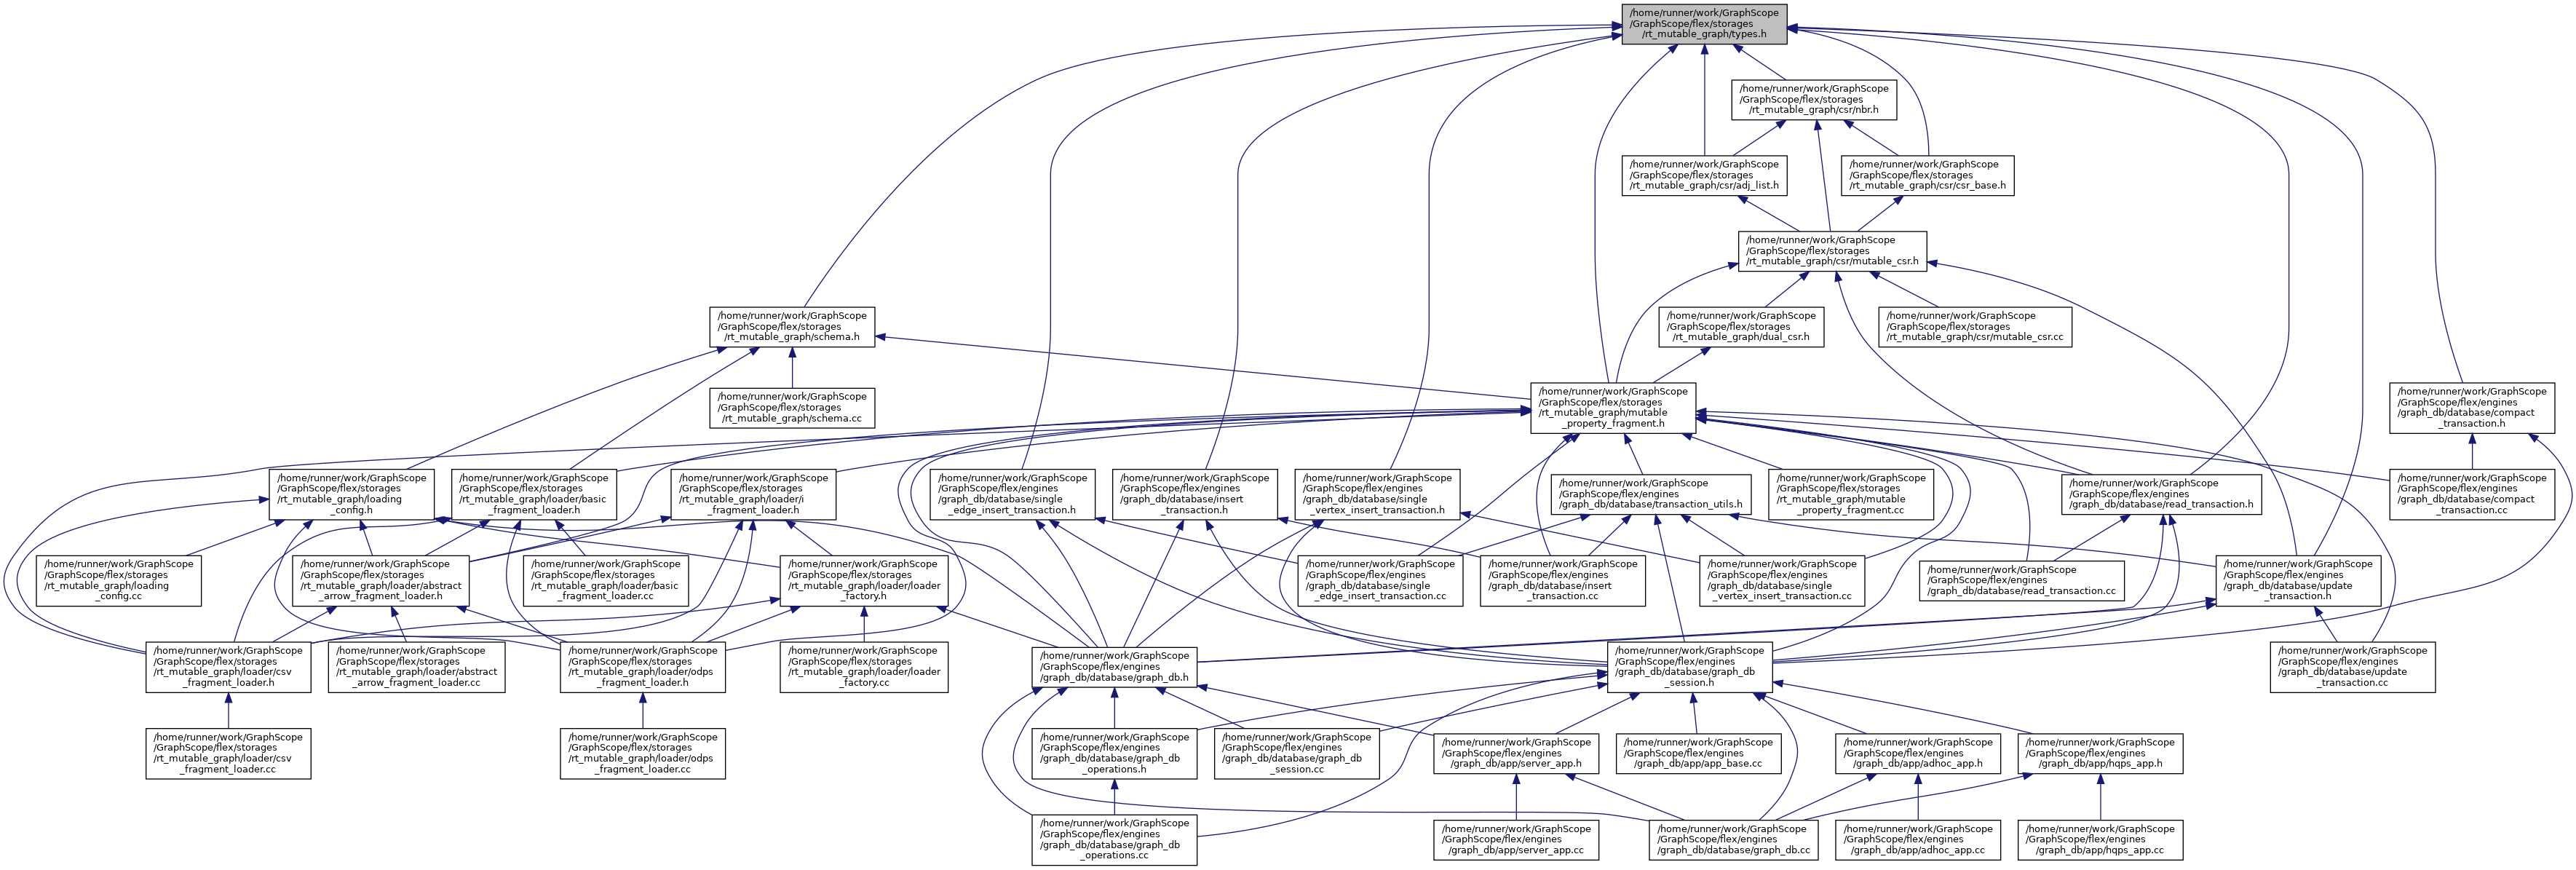 /home/runner/work/GraphScope
/GraphScope/flex/storages
/rt_mutable_graph/types.h
/home/runner/work/GraphScope
/GraphScope/flex/storages
/rt_mutable_graph/csr/nbr.h
/home/runner/work/GraphScope
/GraphScope/flex/storages
/rt_mutable_graph/csr/adj_list.h
/home/runner/work/GraphScope
/GraphScope/flex/storages
/rt_mutable_graph/csr/csr_base.h
/home/runner/work/GraphScope
/GraphScope/flex/storages
/rt_mutable_graph/csr/mutable_csr.h
/home/runner/work/GraphScope
/GraphScope/flex/storages
/rt_mutable_graph/schema.h
/home/runner/work/GraphScope
/GraphScope/flex/storages
/rt_mutable_graph/dual_csr.h
/home/runner/work/GraphScope
/GraphScope/flex/storages
/rt_mutable_graph/csr/mutable_csr.cc
/home/runner/work/GraphScope
/GraphScope/flex/storages
/rt_mutable_graph/schema.cc
/home/runner/work/GraphScope
/GraphScope/flex/storages
/rt_mutable_graph/mutable
_property_fragment.h
/home/runner/work/GraphScope
/GraphScope/flex/engines
/graph_db/database/compact
_transaction.h
/home/runner/work/GraphScope
/GraphScope/flex/storages
/rt_mutable_graph/loading
_config.h
/home/runner/work/GraphScope
/GraphScope/flex/storages
/rt_mutable_graph/loader/basic
_fragment_loader.h
/home/runner/work/GraphScope
/GraphScope/flex/storages
/rt_mutable_graph/loader/i
_fragment_loader.h
/home/runner/work/GraphScope
/GraphScope/flex/engines
/graph_db/database/single
_edge_insert_transaction.h
/home/runner/work/GraphScope
/GraphScope/flex/engines
/graph_db/database/insert
_transaction.h
/home/runner/work/GraphScope
/GraphScope/flex/engines
/graph_db/database/single
_vertex_insert_transaction.h
/home/runner/work/GraphScope
/GraphScope/flex/engines
/graph_db/database/transaction_utils.h
/home/runner/work/GraphScope
/GraphScope/flex/storages
/rt_mutable_graph/mutable
_property_fragment.cc
/home/runner/work/GraphScope
/GraphScope/flex/engines
/graph_db/database/read_transaction.h
/home/runner/work/GraphScope
/GraphScope/flex/engines
/graph_db/database/compact
_transaction.cc
/home/runner/work/GraphScope
/GraphScope/flex/storages
/rt_mutable_graph/loading
_config.cc
/home/runner/work/GraphScope
/GraphScope/flex/storages
/rt_mutable_graph/loader/abstract
_arrow_fragment_loader.h
/home/runner/work/GraphScope
/GraphScope/flex/storages
/rt_mutable_graph/loader/basic
_fragment_loader.cc
/home/runner/work/GraphScope
/GraphScope/flex/storages
/rt_mutable_graph/loader/loader
_factory.h
/home/runner/work/GraphScope
/GraphScope/flex/engines
/graph_db/database/single
_edge_insert_transaction.cc
/home/runner/work/GraphScope
/GraphScope/flex/engines
/graph_db/database/insert
_transaction.cc
/home/runner/work/GraphScope
/GraphScope/flex/engines
/graph_db/database/single
_vertex_insert_transaction.cc
/home/runner/work/GraphScope
/GraphScope/flex/engines
/graph_db/database/read_transaction.cc
/home/runner/work/GraphScope
/GraphScope/flex/engines
/graph_db/database/update
_transaction.h
/home/runner/work/GraphScope
/GraphScope/flex/storages
/rt_mutable_graph/loader/csv
_fragment_loader.h
/home/runner/work/GraphScope
/GraphScope/flex/storages
/rt_mutable_graph/loader/abstract
_arrow_fragment_loader.cc
/home/runner/work/GraphScope
/GraphScope/flex/storages
/rt_mutable_graph/loader/odps
_fragment_loader.h
/home/runner/work/GraphScope
/GraphScope/flex/storages
/rt_mutable_graph/loader/loader
_factory.cc
/home/runner/work/GraphScope
/GraphScope/flex/engines
/graph_db/database/graph_db.h
/home/runner/work/GraphScope
/GraphScope/flex/engines
/graph_db/database/graph_db
_session.h
/home/runner/work/GraphScope
/GraphScope/flex/engines
/graph_db/database/update
_transaction.cc
/home/runner/work/GraphScope
/GraphScope/flex/storages
/rt_mutable_graph/loader/csv
_fragment_loader.cc
/home/runner/work/GraphScope
/GraphScope/flex/storages
/rt_mutable_graph/loader/odps
_fragment_loader.cc
/home/runner/work/GraphScope
/GraphScope/flex/engines
/graph_db/database/graph_db
_operations.h
/home/runner/work/GraphScope
/GraphScope/flex/engines
/graph_db/database/graph_db
_session.cc
/home/runner/work/GraphScope
/GraphScope/flex/engines
/graph_db/app/server_app.h
/home/runner/work/GraphScope
/GraphScope/flex/engines
/graph_db/app/app_base.cc
/home/runner/work/GraphScope
/GraphScope/flex/engines
/graph_db/app/adhoc_app.h
/home/runner/work/GraphScope
/GraphScope/flex/engines
/graph_db/app/hqps_app.h
/home/runner/work/GraphScope
/GraphScope/flex/engines
/graph_db/database/graph_db
_operations.cc
/home/runner/work/GraphScope
/GraphScope/flex/engines
/graph_db/app/server_app.cc
/home/runner/work/GraphScope
/GraphScope/flex/engines
/graph_db/database/graph_db.cc
/home/runner/work/GraphScope
/GraphScope/flex/engines
/graph_db/app/adhoc_app.cc
/home/runner/work/GraphScope
/GraphScope/flex/engines
/graph_db/app/hqps_app.cc